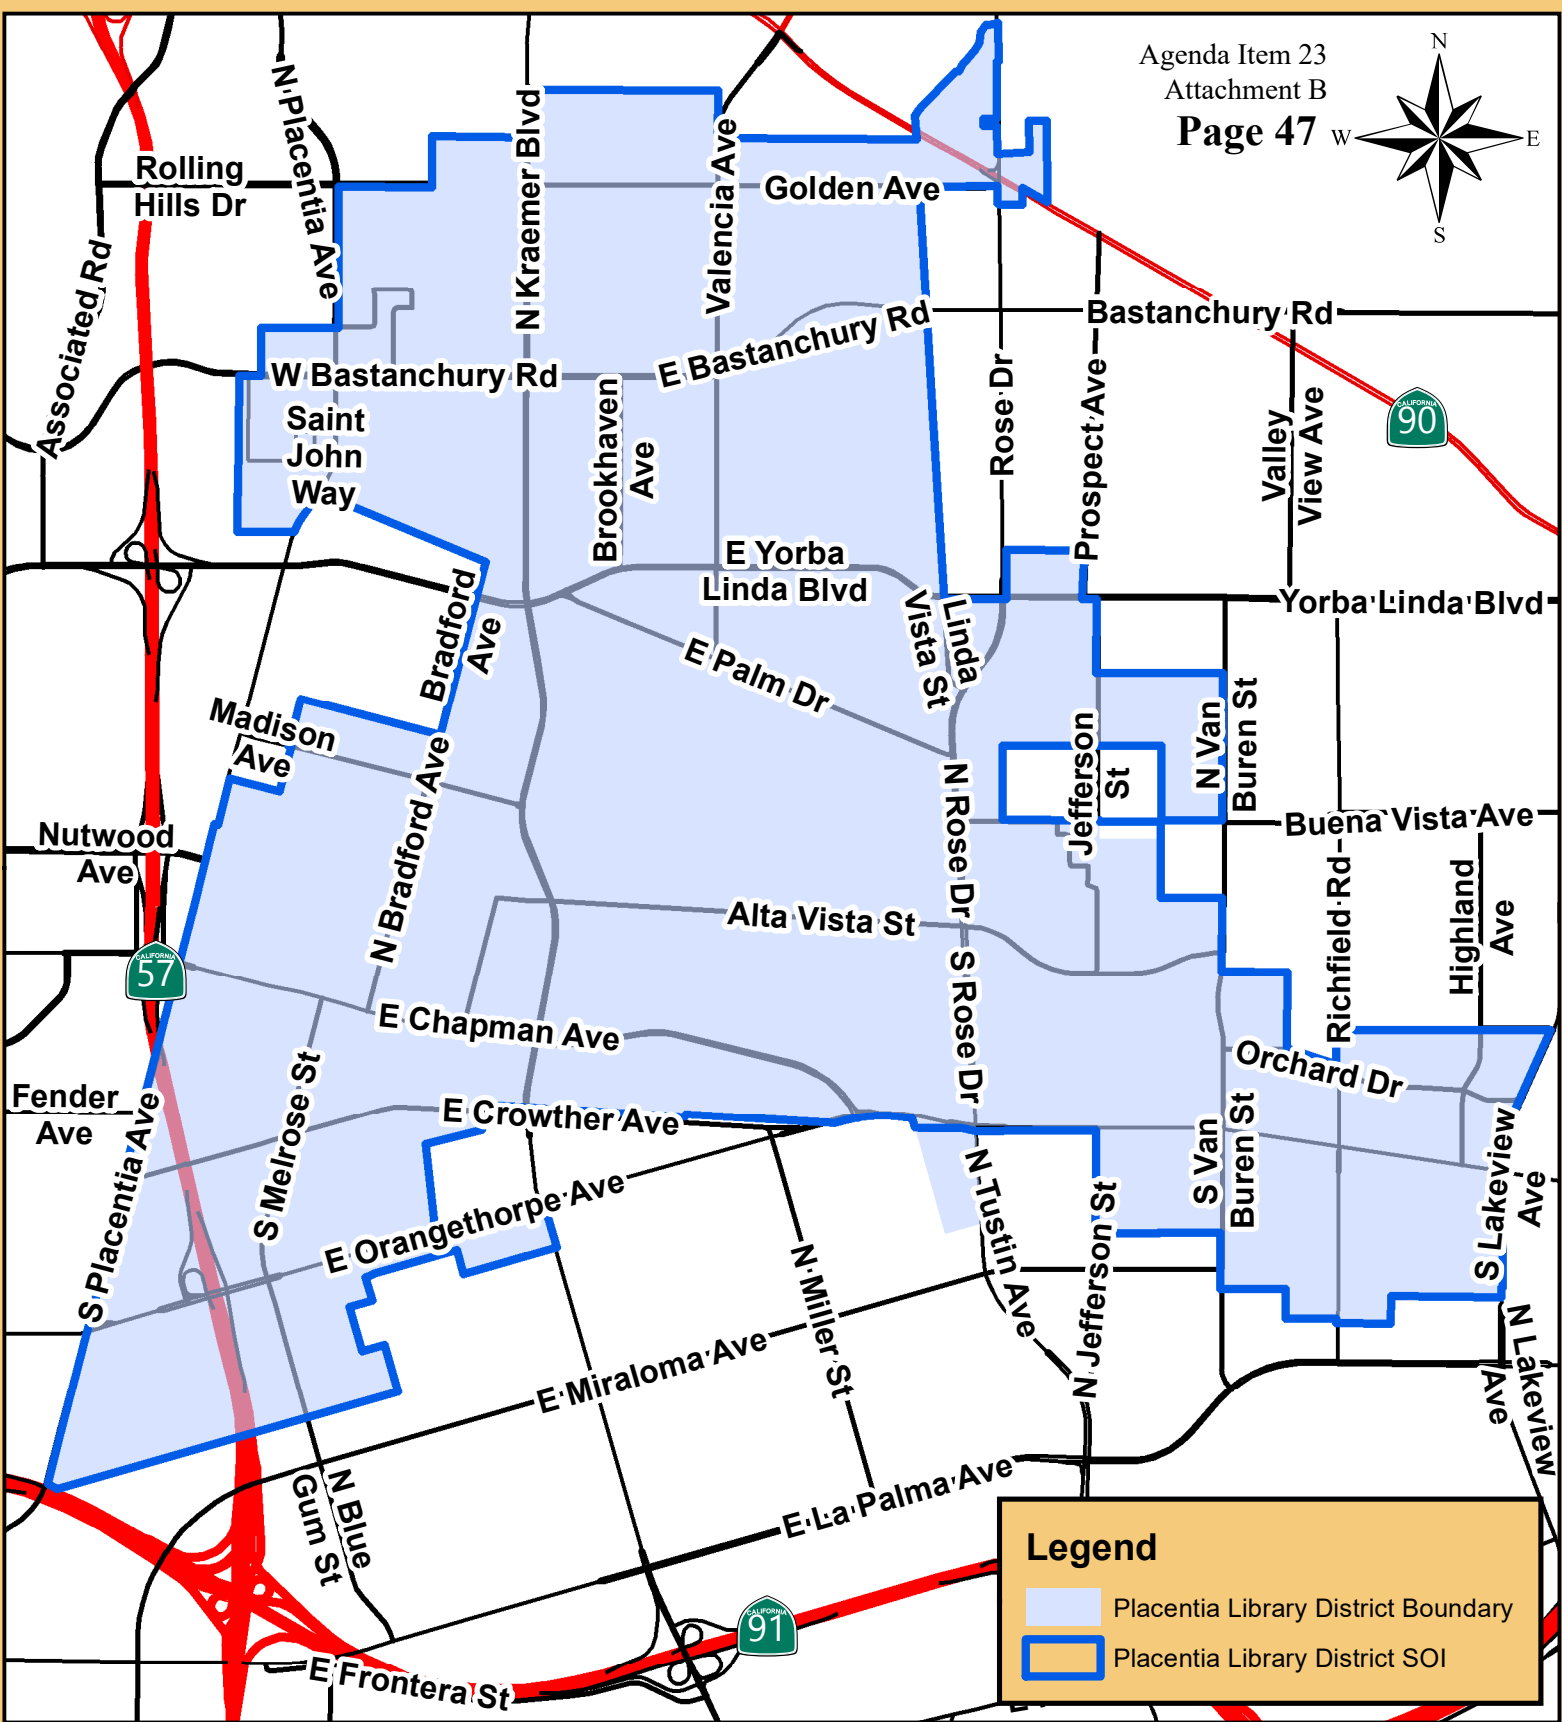 Agenda Item 23
Attachment B
Page 47
N
W
E
S
N Placentia Ave
Rolling
Hills Dr
N Kraemer Blvd
Valencia Ave
Golden Ave
Associated Rd
Bastanchury Rd
E Bastanchury Rd
W Bastanchury Rd
Saint
John
Way
Brookhaven
Ave
Rose Dr
Prospect Ave
Valley
View Ave
CALIFORNIA
90
E Yorba
Linda Blvd
Yorba Linda Blvd
Linda
Vista St
Bradford
Ave
E Palm Dr
Madison
Ave
N Van
Buren St
Jefferson
St
N Bradford Ave
N Rose Dr
Buena Vista Ave
Nutwood
Ave
Richfield Rd
Highland
Ave
Alta Vista St
CALIFORNIA
57
S Rose Dr
E Chapman Ave
Orchard Dr
Fender
Ave
S Placentia Ave
S Melrose St
E Crowther Ave
S Van
Buren St
S Lakeview
Ave
N Tustin Ave
E Orangethorpe Ave
N Jefferson St
N Miller St
E Miraloma Ave
N Lakeview
Ave
E La Palma Ave
N Blue
Gum St
CALIFORNIA
91
E Frontera St
Legend
Placentia Library District Boundary
Placentia Library District SOI